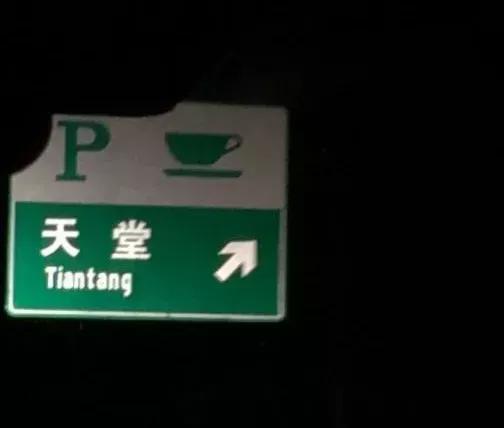 P
天堂
Tiantang